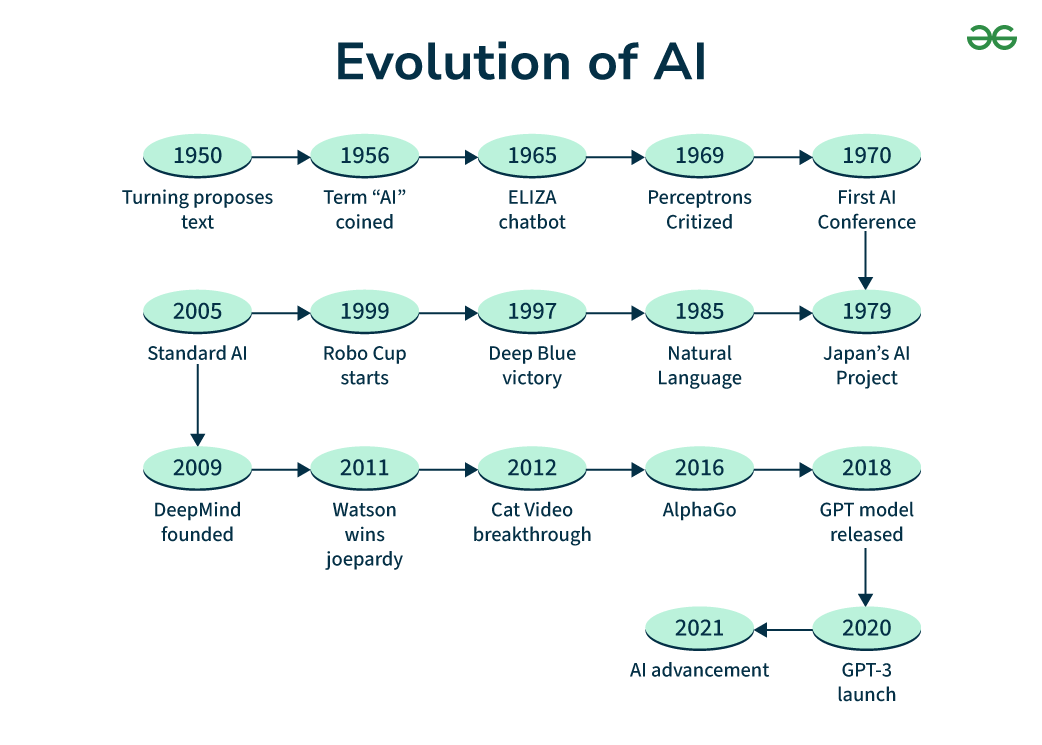 Evolution of AI
1950
1956
1965
1969
1970
Turning proposes
text
Term “AI”
coined
ELIZA
chatbot
Perceptrons
Critized
First AI
Conference
2005
1999
1997
1985
1979
Standard AI
Robo Cup
starts
Deep Blue
victory
Natural
Language
Japan’s AI
Project
2009
2011
2012
2016
2018
DeepMind
founded
Watson
wins
joepardy
Cat Video
breakthrough
AlphaGo
GPT model
released
2021
2020
AI advancement
GPT-3
launch